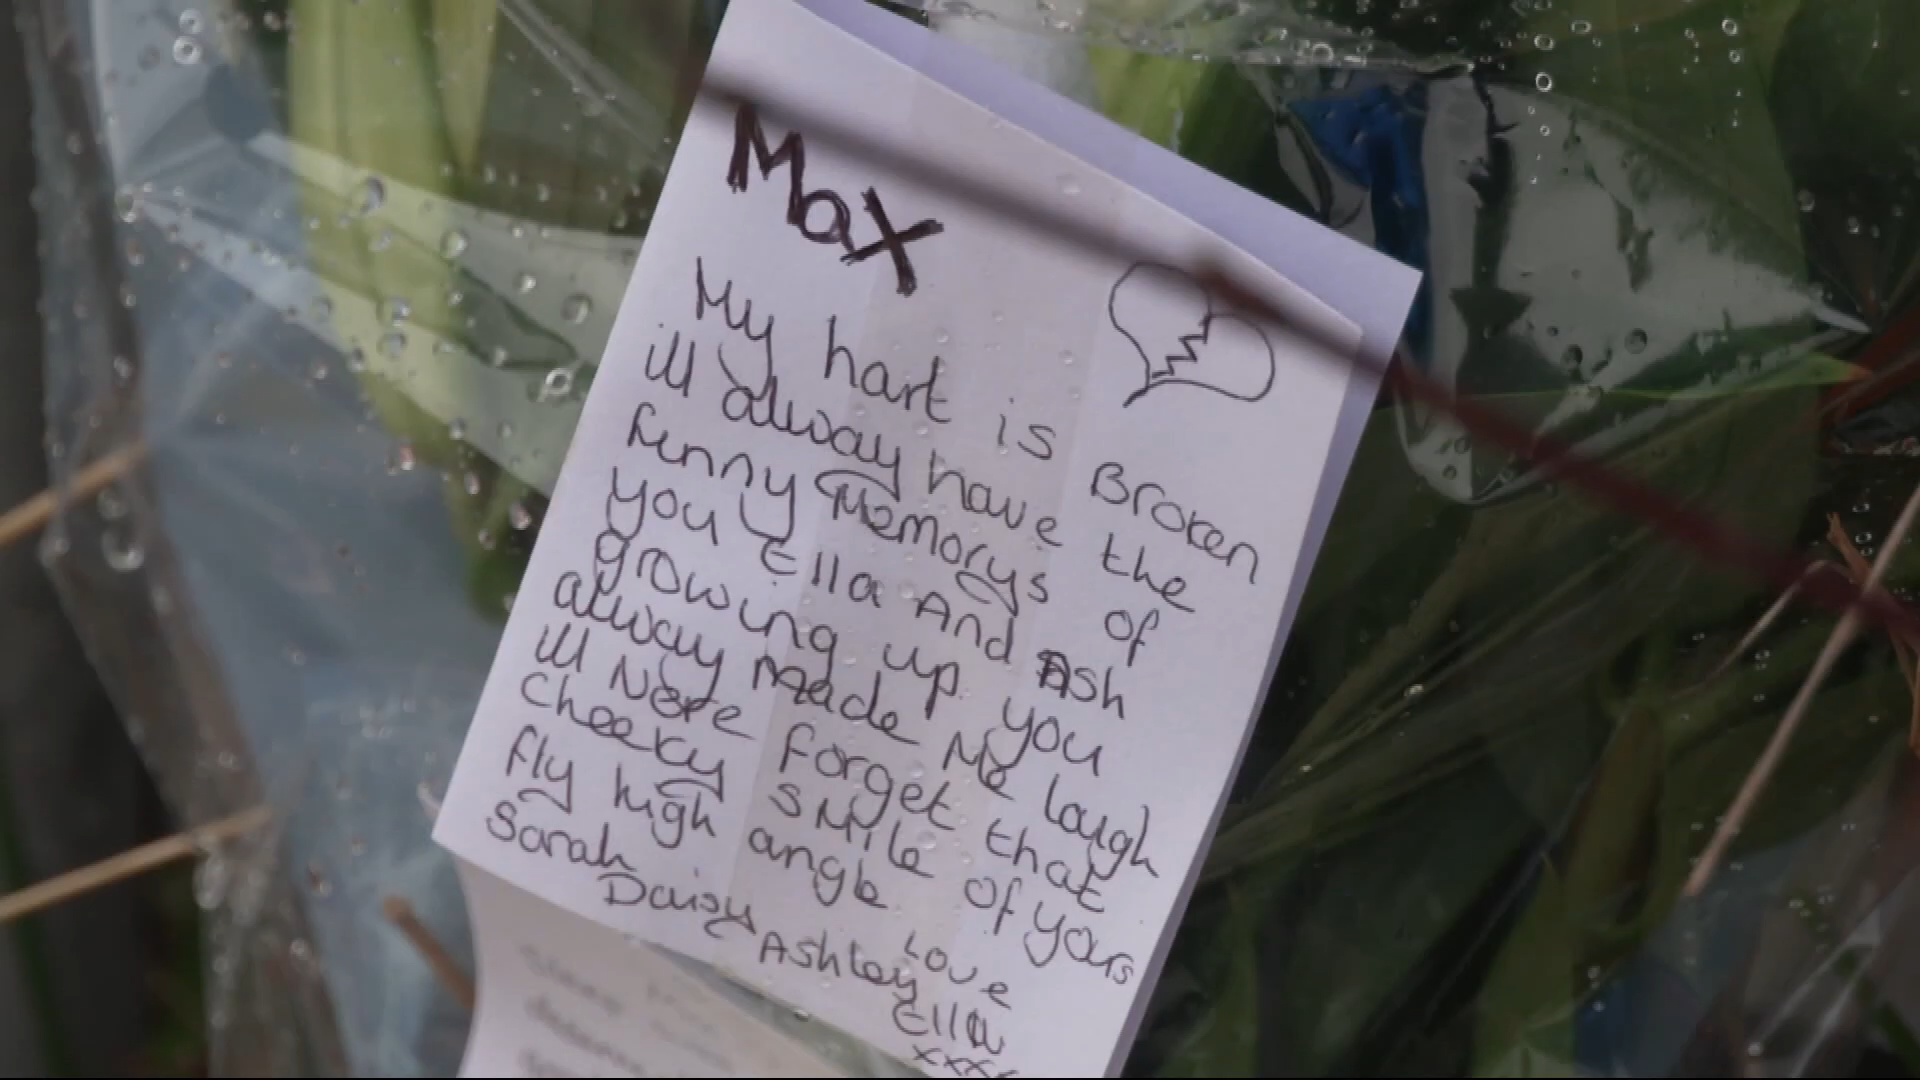 Max
My hart is Broken
ill alway have the
funny Memorys of
you Ella And Ash
growing up you
alway made Me laugh
ill Nere forget that
Cheeky SMile of yours
fly high angle Love
Sarah Daisy Ashley Ella
xxxx